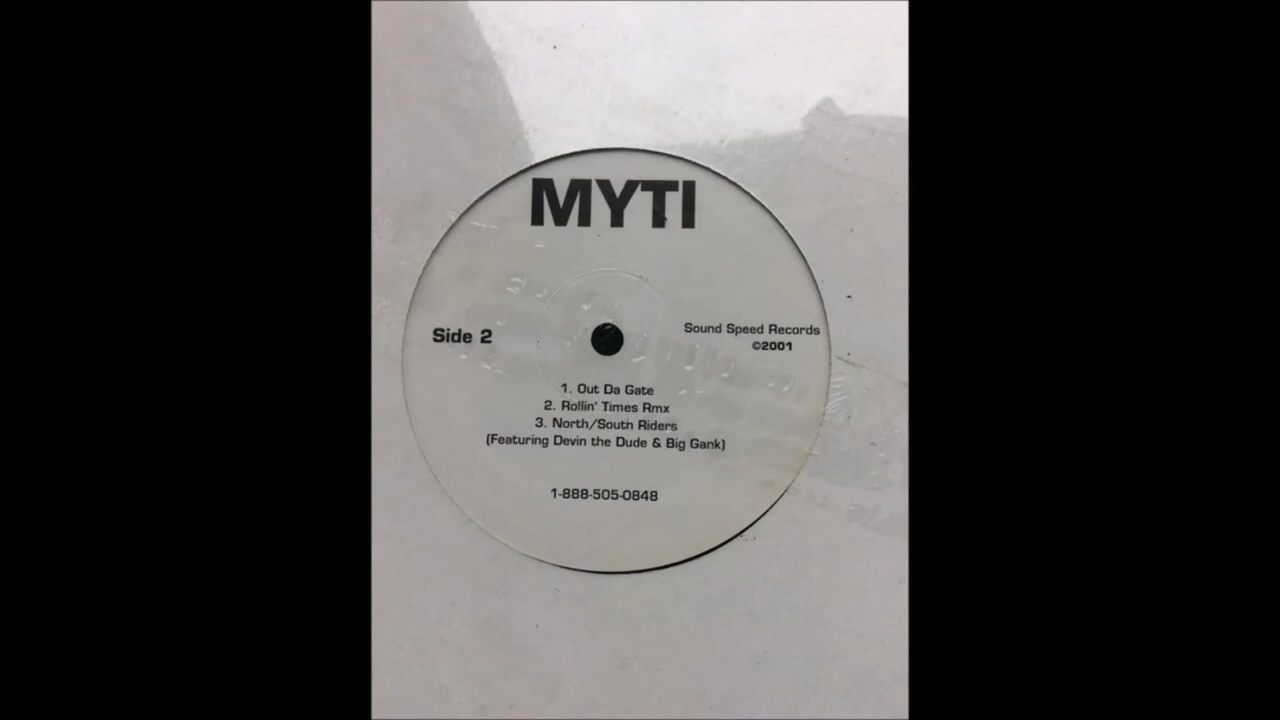 MYTI
Side 2
Sound Speed Records
©2001
1. Out Da Gate
2. Rollin' Times Rmx
3. North/South Riders
(Featuring Devin the Dude & Big Gank)
1-888-505-0848